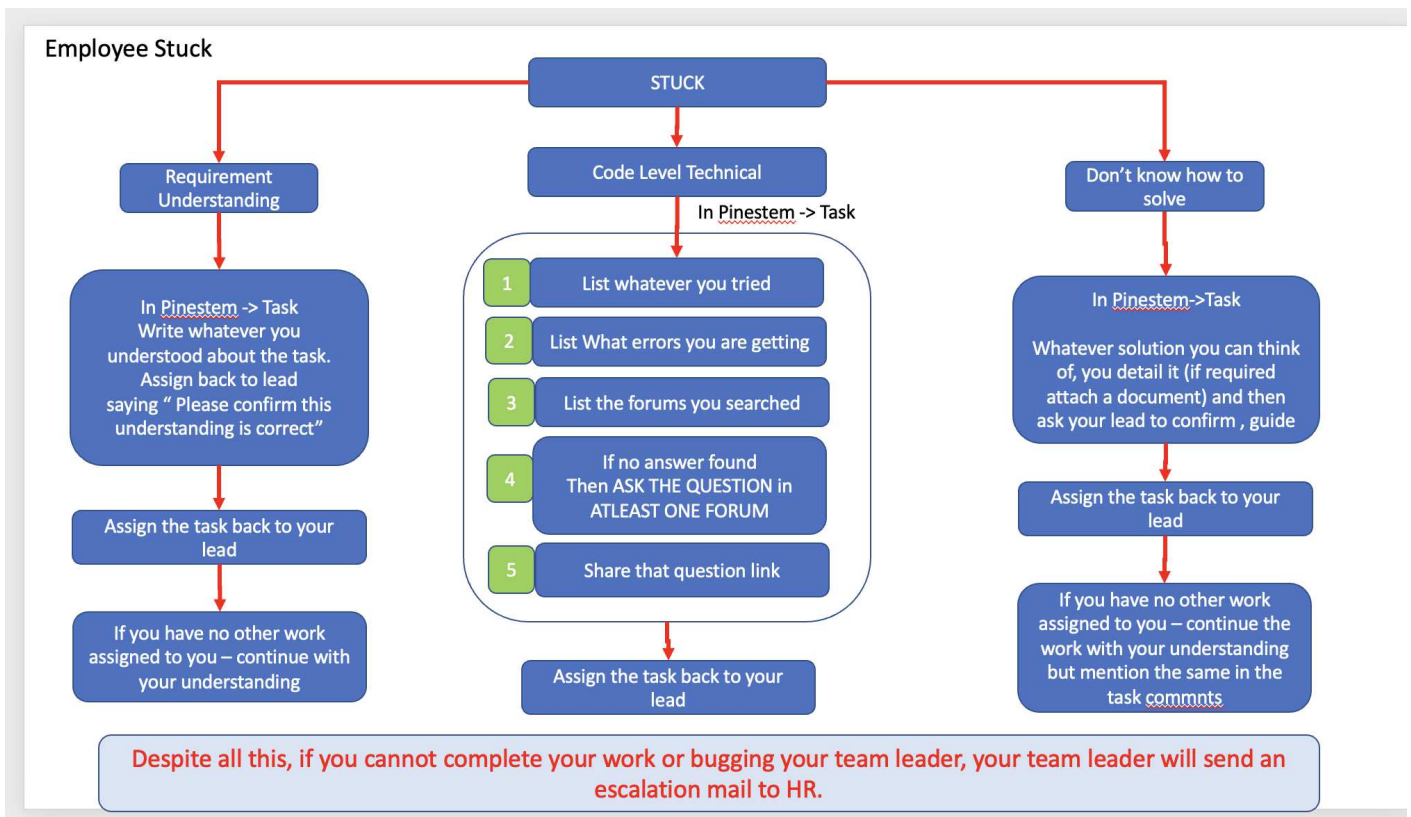 Employee Stuck
STUCK
Requirement
Understanding
In Pinestem -> Task
Write whatever you
understood about the task.
Assign back to lead
saying “ Please confirm this
understanding is correct”
Assign the task back to your
lead
If you have no other work
assigned to you – continue with
your understanding
Code Level Technical
In Pinestem -> Task
1
List whatever you tried
2
List What errors you are getting
3
List the forums you searched
4
If no answer found
Then ASK THE QUESTION in
ATLEAST ONE FORUM
5
Share that question link
Assign the task back to your
lead
Don’t know how to
solve
In Pinestem->Task
Whatever solution you can think
of, you detail it (if required
attach a document) and then
ask your lead to confirm , guide
Assign the task back to your
lead
If you have no other work
assigned to you – continue the
work with your understanding
but mention the same in the
task commnts
Despite all this, if you cannot complete your work or bugging your team leader, your team leader will send an
escalation mail to HR.